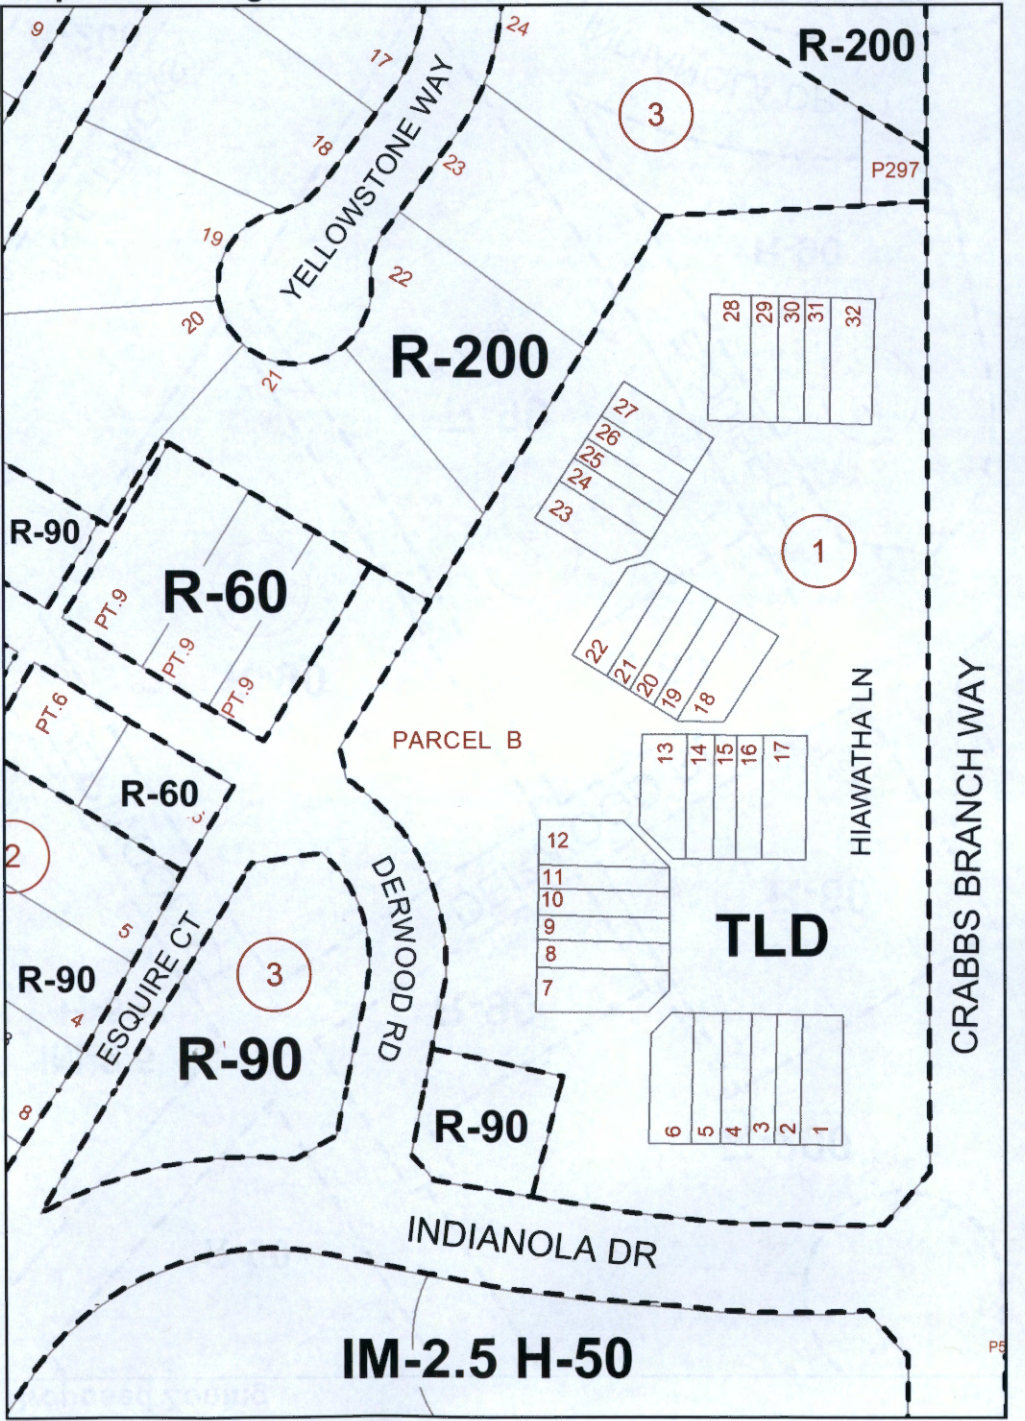 9
17
24
R-200
3
YELLOWSTONE WAY
18
23
P297
19
22
28
29
30
31
32
20
R-200
21
27
26
25
24
23
R-90
1
R-60
PT.9
PT.9
PT.9
22
21
20
19
18
PT.6
PARCEL B
13
14
15
16
17
HIAWATHA LN
CRABBS BRANCH WAY
R-60
2
12
11
10
9
8
7
DERWOOD RD
TLD
5
R-90
4
ESQUIRE CT
3
R-90
8
R-90
6
5
4
3
2
1
INDIANOLA DR
IM-2.5 H-50